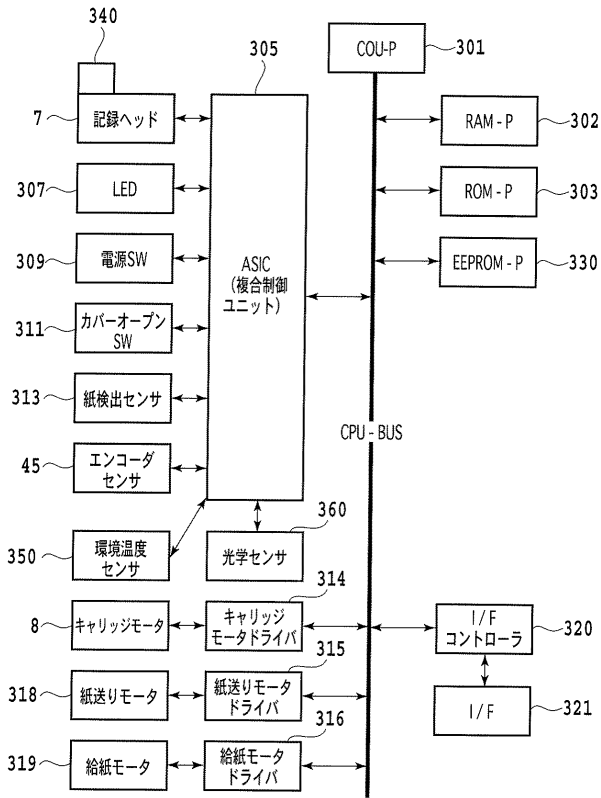 340
305
COU-P
301
7
記録ヘッド
RAM-P
302
307
LED
ROM-P
303
309
電源SW
EEPROM-P
330
ASIC
(複合制御
ユニット)
311
カバーオープン
SW
313
紙検出センサ
CPU-BUS
45
エンコーダ
センサ
360
350
環境温度
センサ
光学センサ
314
8
キャリッジモータ
キャリッジ
モータドライバ
I/F
コントローラ
320
315
318
紙送りモータ
紙送りモータ
ドライバ
I/F
321
316
319
給紙モータ
給紙モータ
ドライバ